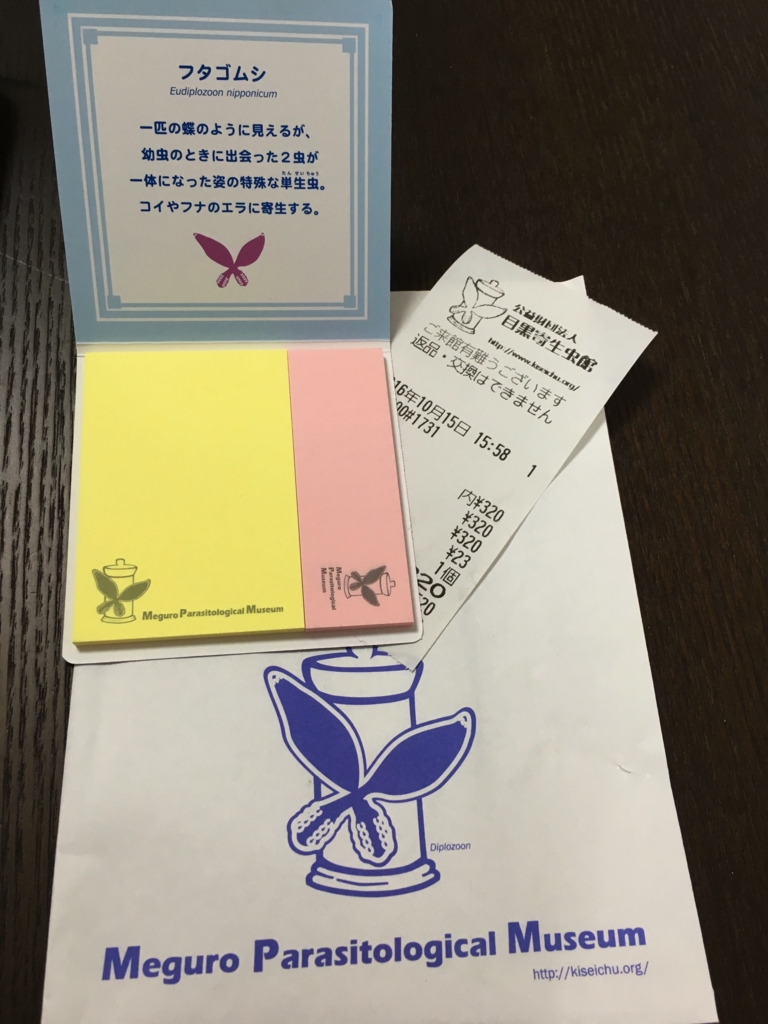 フタゴムシ
Eudiplozoon nipponicum
一匹の蝶のように見えるが、
幼虫のときに出会った2虫が
たんせいちゅう
一体になった姿の特殊な単生虫。
コイやフナのエラに寄生する。
Meguro Parasitological Museum
Meguro
Parasitological
Museum
公益財団法人
目黒寄生虫館
http://www.kiseichu.org/
ご来館有難うございます
返品・交換はできません
16年10月15日 15:58
00#1731
1
内¥320
¥320
¥320
¥23
1個
20
20
Diplozoon
Meguro Parasitological Museum
http://kiseichu.org/